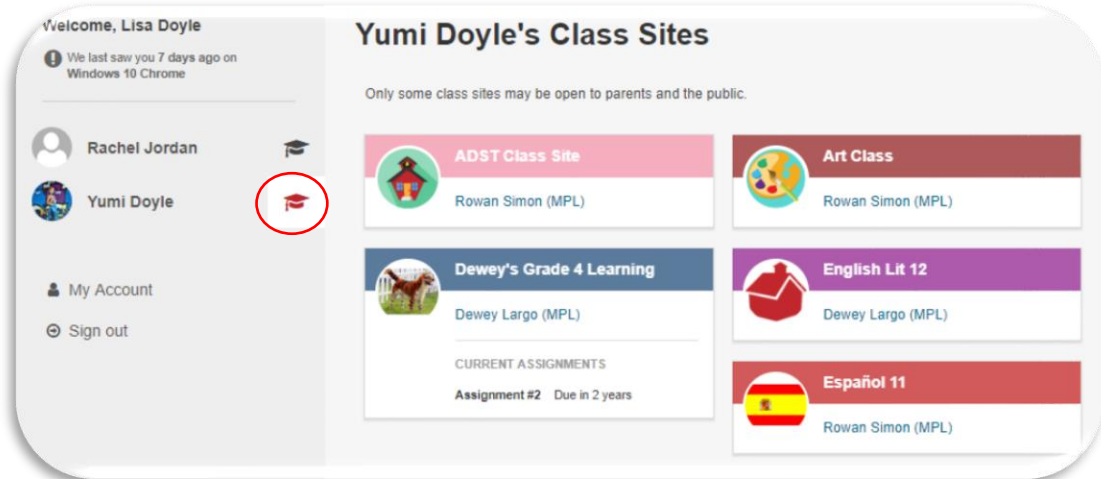 Welcome, Lisa Doyle
We last saw you 7 days ago on
Windows 10 Chrome
Rachel Jordan
Yumi Doyle
My Account
Sign out
Yumi Doyle's Class Sites
Only some class sites may be open to parents and the public.
ADST Class Site
Rowan Simon (MPL)
Art Class
Rowan Simon (MPL)
Dewey's Grade 4 Learning
Dewey Largo (MPL)
CURRENT ASSIGNMENTS
Assignment #2 Due in 2 years
English Lit 12
Dewey Largo (MPL)
Español 11
Rowan Simon (MPL)